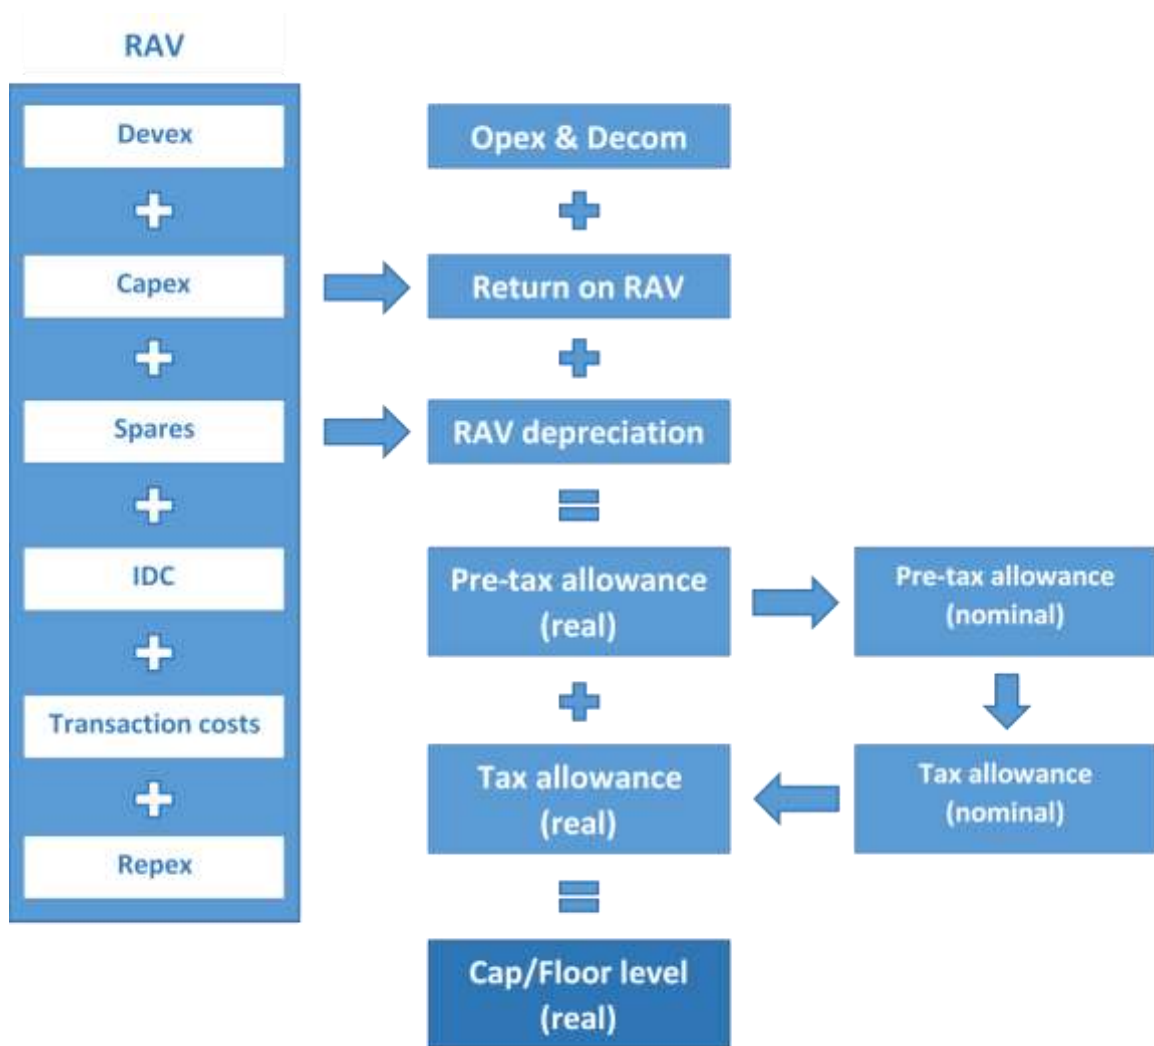 RAV
Devex
Capex
Spares
IDC
Transaction costs
Repex
Opex & Decom
Return on RAV
RAV depreciation
Pre-tax allowance
(real)
Pre-tax allowance
(nominal)
Tax allowance
(real)
Tax allowance
(nominal)
Cap/Floor level
(real)